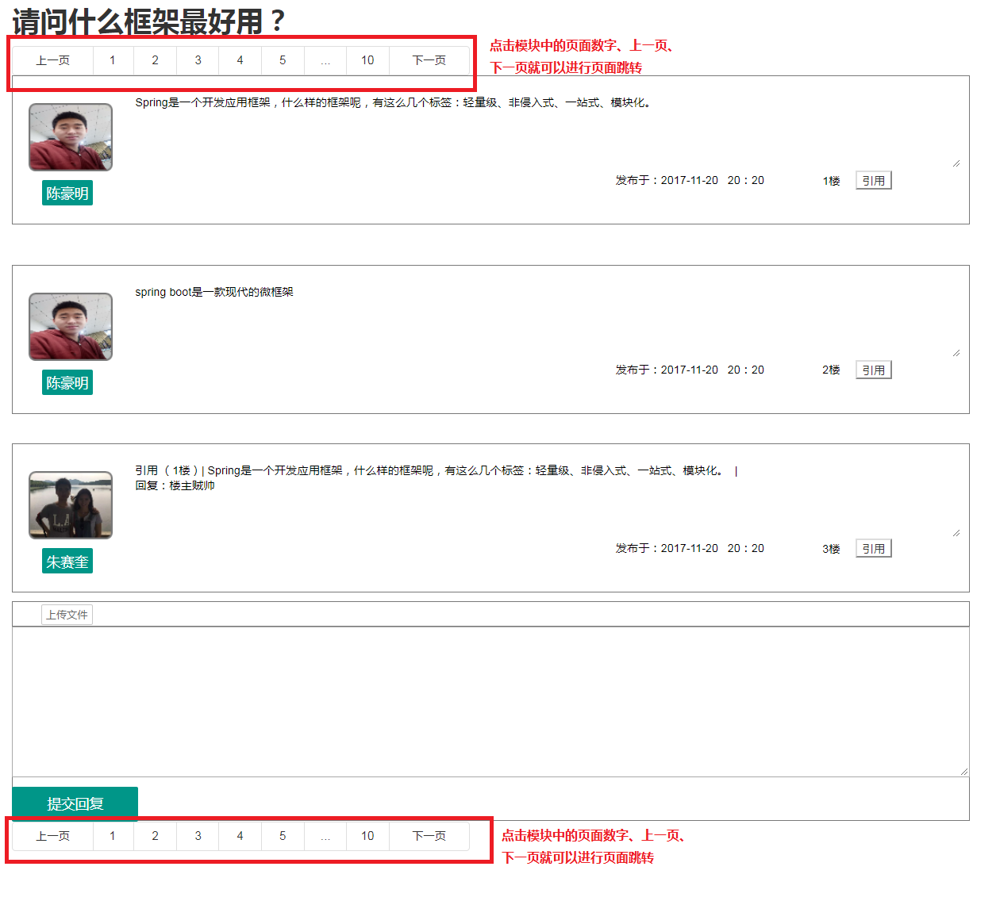 请问什么框架最好用？
上一页 1 2 3 4 5 ... 10 下一页
点击模块中的页面数字、上一页、
下一页就可以进行页面跳转
Spring是一个开发应用框架，什么样的框架呢，有这么几个标签：轻量级、非侵入式、一站式、模块化。
发布于：2017-11-20 20：20 1楼 引用
陈豪明
spring boot是一款现代的微框架
发布于：2017-11-20 20：20 2楼 引用
陈豪明
引用（1楼）| Spring是一个开发应用框架，什么样的框架呢，有这么几个标签：轻量级、非侵入式、一站式、模块化。 |
回复：楼主贼帅
发布于：2017-11-20 20：20 3楼 引用
朱赛奎
上传文件
提交回复
上一页 1 2 3 4 5 ... 10 下一页
点击模块中的页面数字、上一页、
下一页就可以进行页面跳转